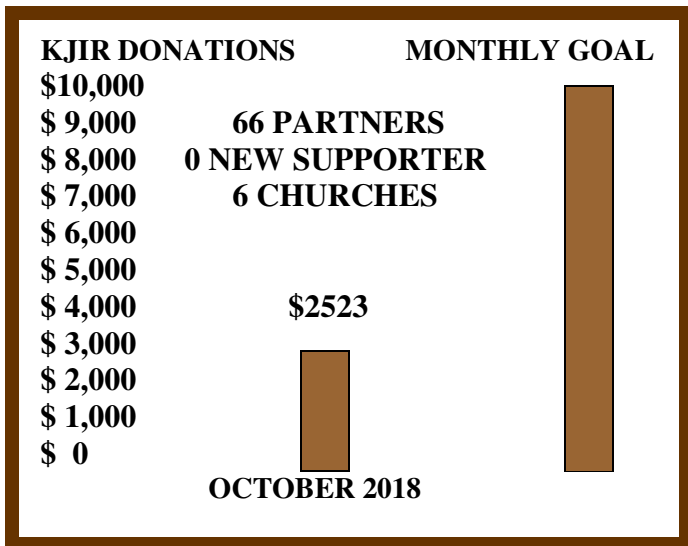 KJIR DONATIONS MONTHLY GOAL
$10,000
$ 9,000 66 PARTNERS
$ 8,000 0 NEW SUPPORTER
$ 7,000 6 CHURCHES
$ 6,000
$ 5,000
$ 4,000 $2523
$ 3,000
$ 2,000
$ 1,000
$ 0
OCTOBER 2018